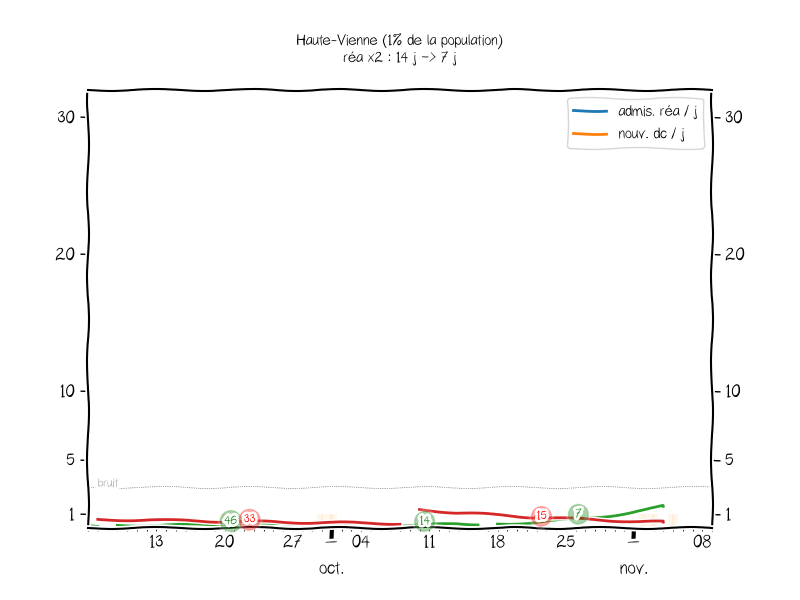 Haute-Vienne (1% de la population)
réa x2 : 14 j -> 7 j
admis. réa / j
nouv. dc / j
30 30
20 20
10 10
5 5
bruit
1 1
46 33 14 15 7
13 20 27 04 11 18 25 08
oct. nov.